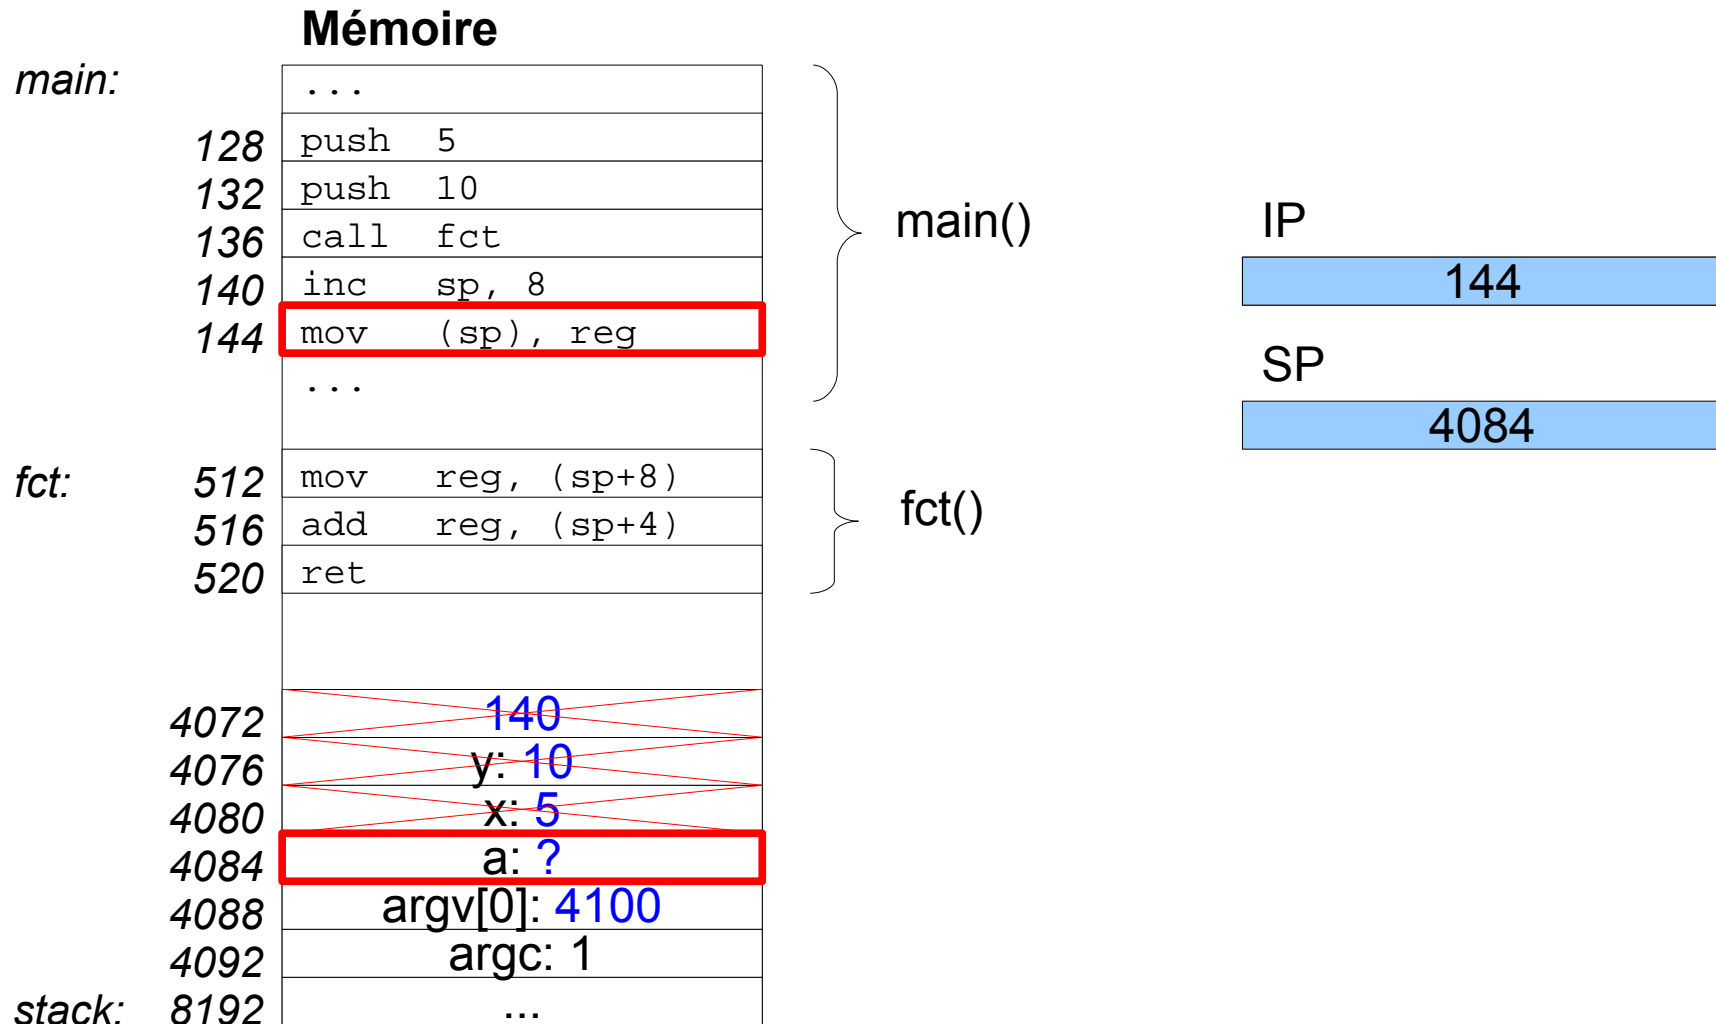 Mémoire
main: ...
128 push 5
132 push 10
136 call fct
140 inc sp, 8
144 mov (sp), reg
...
main()
IP
144
SP
4084
fct: 512 mov reg, (sp+8)
516 add reg, (sp+4)
520 ret
fct()
4072 140
4076 y: 10
4080 x: 5
4084 a: ?
4088 argv[0]: 4100
4092 argc: 1
stack: 8192 ...